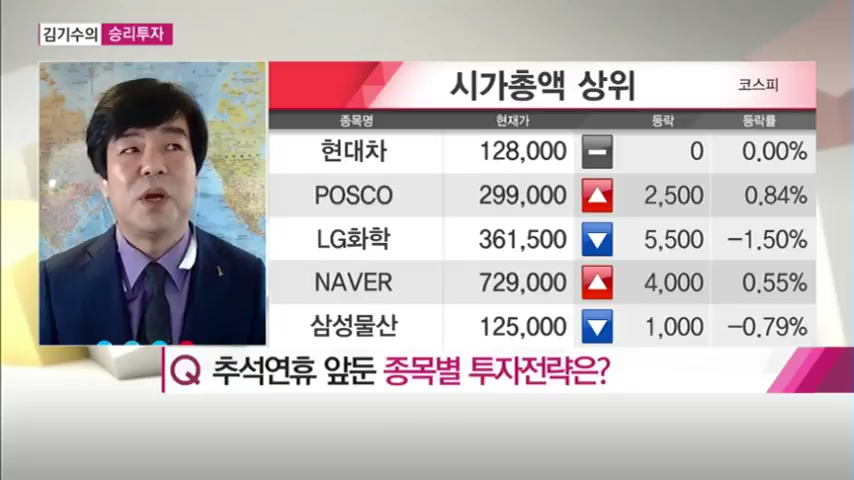 김기수의 승리투자
시가총액 상위 코스피
종목명 현재가 등락 등락률
현대차 128,000 0 0.00%
POSCO 299,000 2,500 0.84%
LG화학 361,500 5,500 -1.50%
NAVER 729,000 4,000 0.55%
삼성물산 125,000 1,000 -0.79%
Q 추석연휴 앞둔 종목별 투자전략은?